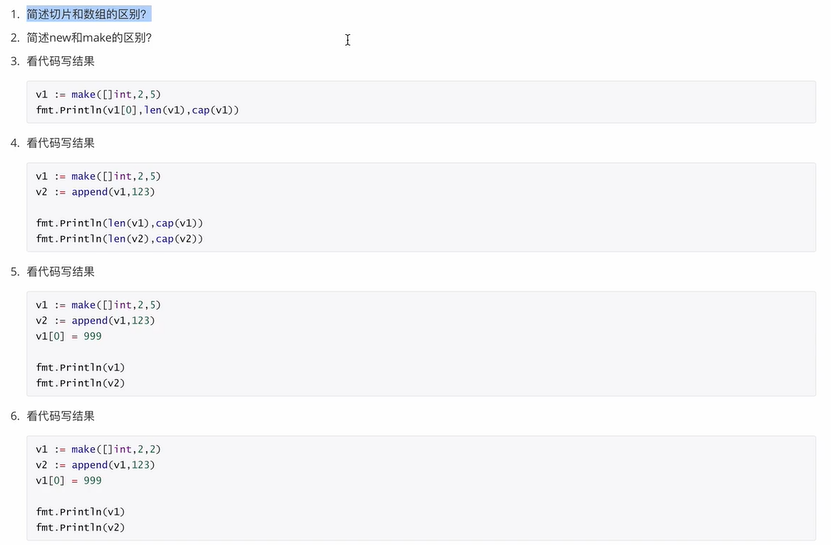 1. 简述切片和数组的区别？
2. 简述new和make的区别？
3. 看代码写结果
v1 := make([]int,2,5)
fmt.Println(v1[0],len(v1),cap(v1))
4. 看代码写结果
v1 := make([]int,2,5)
v2 := append(v1,123)
fmt.Println(len(v1),cap(v1))
fmt.Println(len(v2),cap(v2))
5. 看代码写结果
v1 := make([]int,2,5)
v2 := append(v1,123)
v1[0] = 999
fmt.Println(v1)
fmt.Println(v2)
6. 看代码写结果
v1 := make([]int,2,2)
v2 := append(v1,123)
v1[0] = 999
fmt.Println(v1)
fmt.Println(v2)